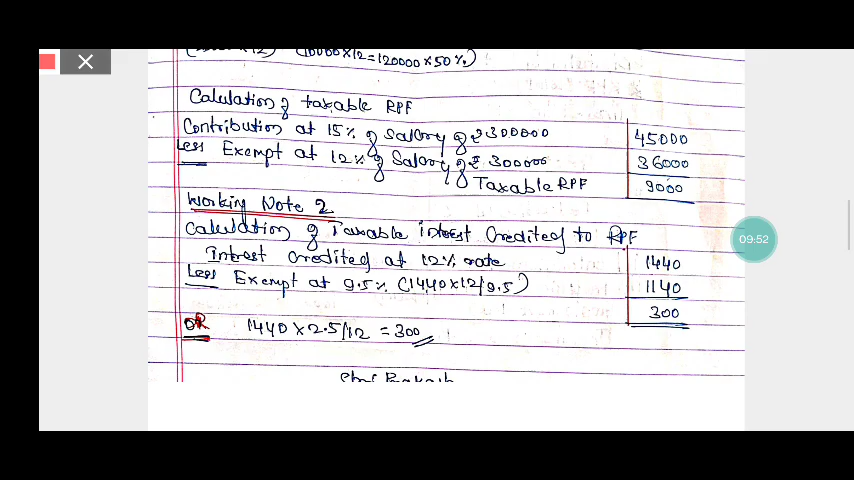 (10000×12=120000×50%)
Calculation of taxable RPF
Contribution at 15% of Salary of ₹300000 45000
Less Exempt at 12% of Salary of ₹300000 36000
Taxable RPF 9000
Working Note 2
Calculation of Taxable interest Credited to RPF
Interest Credited at 12% rate 1440
Less Exempt at 9.5% (1440×12/9.5) 1140
300
OR 1440×2.5/12 = 300
09:52